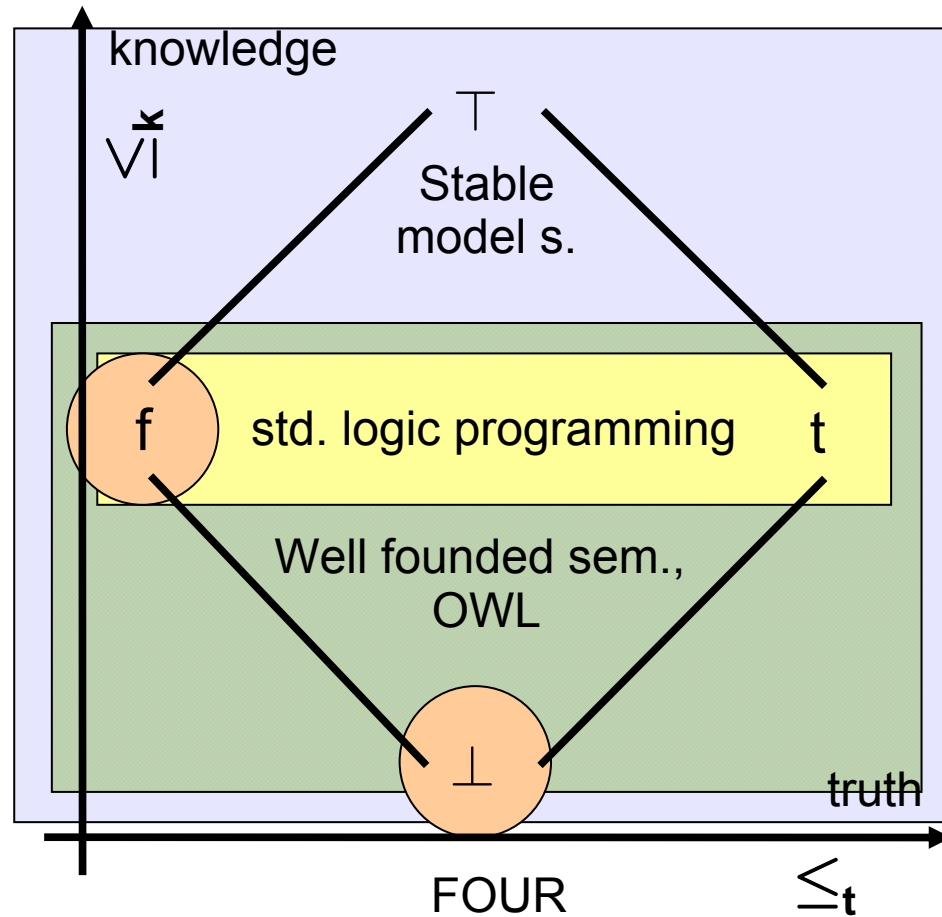 knowledge
≤k
⊤
Stable
model s.
f std. logic programming t
Well founded sem.,
OWL
⊥
truth
FOUR ≤t